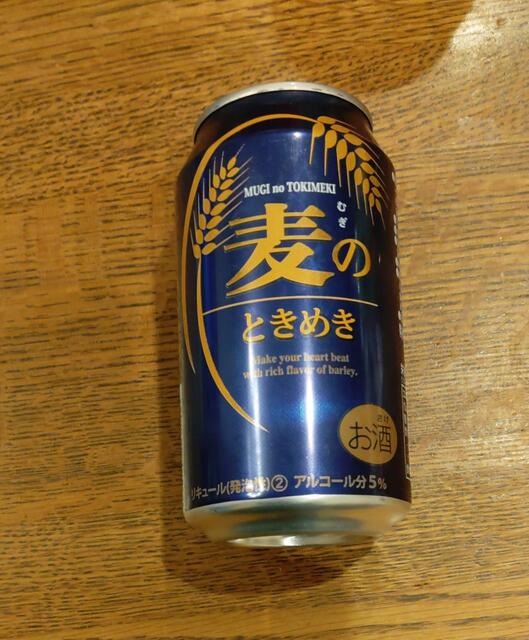 MUGI no TOKIMEKI
むぎ
麦の
ときめき
Make your heart beat
with rich flavor of barley.
さけ
お酒
リキュール(発泡性)② アルコール分5%